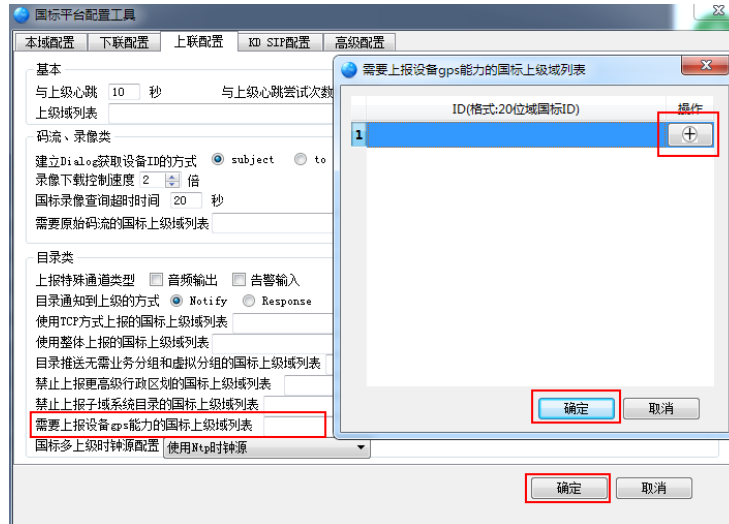 国标平台配置工具
本域配置 下联配置 上联配置 KD SIP配置 高级配置
基本
与上级心跳 10 秒 与上级心跳尝试次数
上级域列表
码流、录像类
建立Dialog获取设备ID的方式 subject to
录像下载控制速度 2 倍
国标录像查询超时时间 20 秒
需要原始码流的国标上级域列表
目录类
上报特殊通道类型 音频输出 告警输入
目录通知到上级的方式 Notify Response
使用TCP方式上报的国标上级域列表
使用整体上报的国标上级域列表
目录推送无需业务分组和虚拟分组的国标上级域列表
禁止上报更高级行政区划的国标上级域列表
禁止上报子域系统目录的国标上级域列表
需要上报设备gps能力的国标上级域列表
国标多上级时钟源配置 使用Ntp时钟源
确定 取消
需要上报设备gps能力的国标上级域列表
ID(格式:20位域国标ID) 操作
1
确定 取消